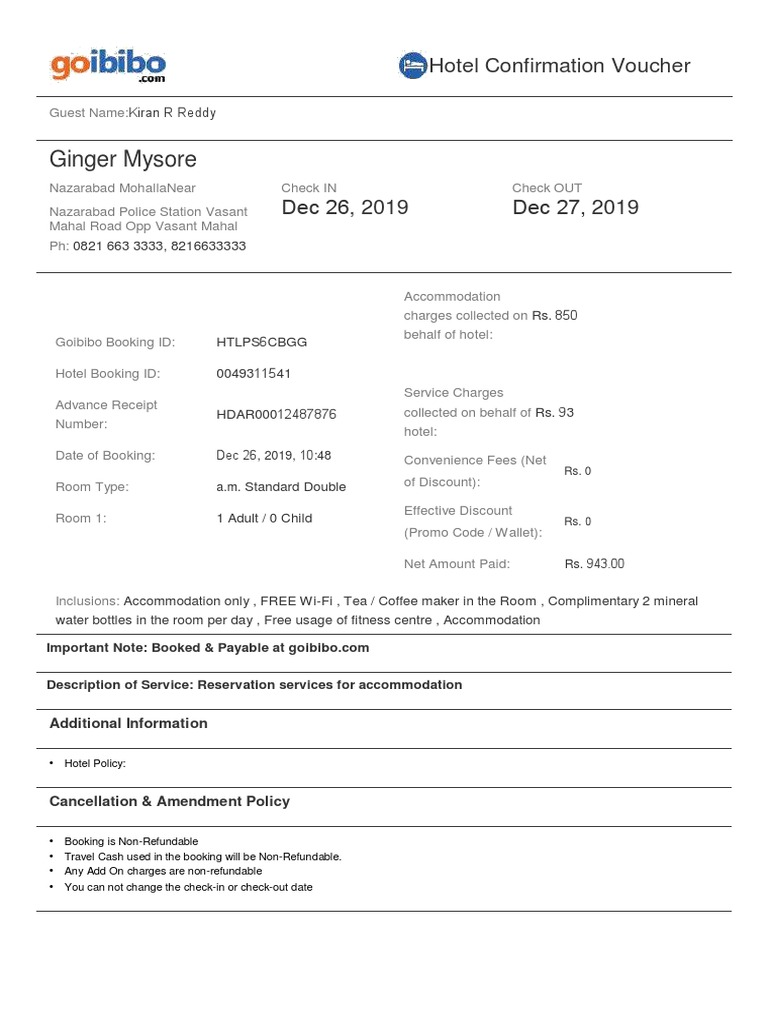 goibibo
.com
Hotel Confirmation Voucher
Guest Name:Kiran R Reddy
Ginger Mysore
Nazarabad MohallaNear
Nazarabad Police Station Vasant
Mahal Road Opp Vasant Mahal
Ph: 0821 663 3333, 8216633333
Check IN
Dec 26, 2019
Check OUT
Dec 27, 2019
Goibibo Booking ID: HTLPS6CBGG
Hotel Booking ID: 0049311541
Advance Receipt
Number: HDAR00012487876
Date of Booking: Dec 26, 2019, 10:48
Room Type: a.m. Standard Double
Room 1: 1 Adult / 0 Child
Accommodation
charges collected on Rs. 850
behalf of hotel:
Service Charges
collected on behalf of Rs. 93
hotel:
Convenience Fees (Net
of Discount): Rs. 0
Effective Discount
(Promo Code / Wallet): Rs. 0
Net Amount Paid: Rs. 943.00
Inclusions: Accommodation only , FREE Wi-Fi , Tea / Coffee maker in the Room , Complimentary 2 mineral
water bottles in the room per day , Free usage of fitness centre , Accommodation
Important Note: Booked & Payable at goibibo.com
Description of Service: Reservation services for accommodation
Additional Information
• Hotel Policy:
Cancellation & Amendment Policy
• Booking is Non-Refundable
• Travel Cash used in the booking will be Non-Refundable.
• Any Add On charges are non-refundable
• You can not change the check-in or check-out date